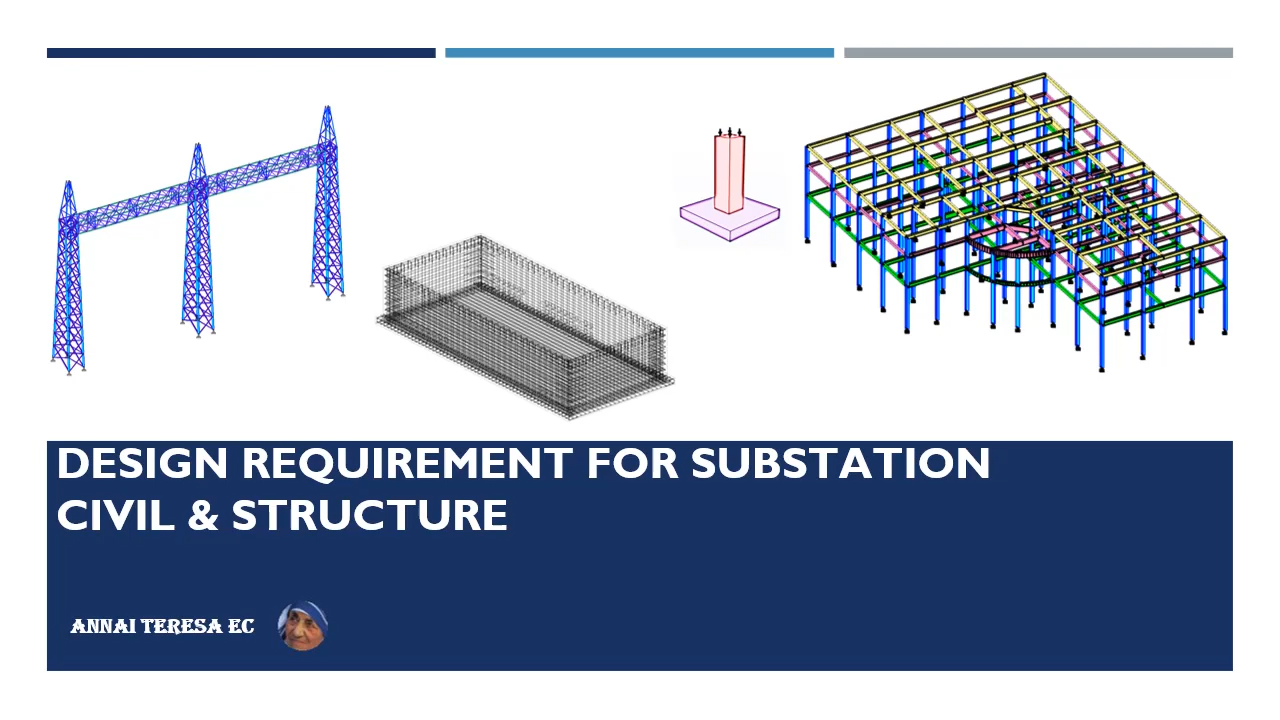 DESIGN REQUIREMENT FOR SUBSTATION
CIVIL & STRUCTURE
ANNAI TERESA EC